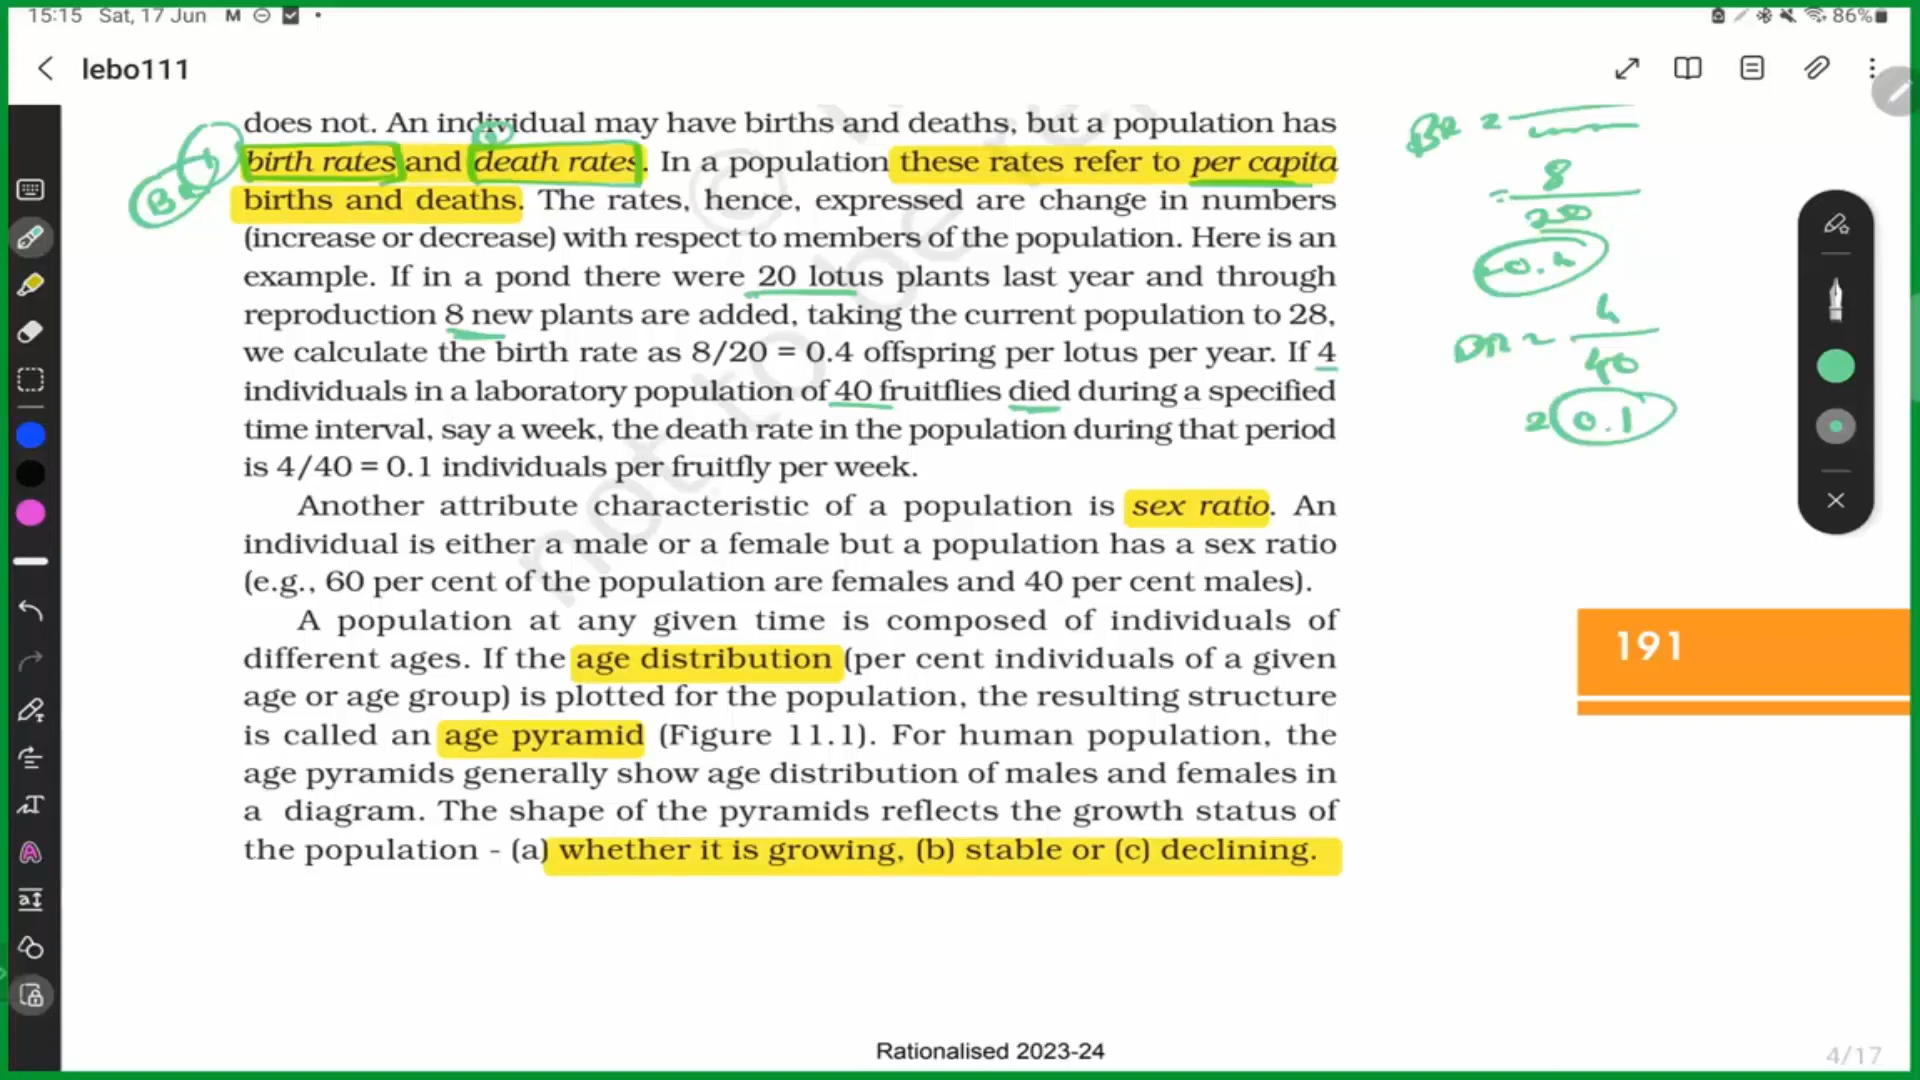 15:15 Sat, 17 Jun M
86%
lebo111
does not. An individual may have births and deaths, but a population has
birth rates and death rates. In a population these rates refer to per capita
births and deaths. The rates, hence, expressed are change in numbers
(increase or decrease) with respect to members of the population. Here is an
example. If in a pond there were 20 lotus plants last year and through
reproduction 8 new plants are added, taking the current population to 28,
we calculate the birth rate as 8/20 = 0.4 offspring per lotus per year. If 4
individuals in a laboratory population of 40 fruitflies died during a specified
time interval, say a week, the death rate in the population during that period
is 4/40 = 0.1 individuals per fruitfly per week.
Another attribute characteristic of a population is sex ratio. An
individual is either a male or a female but a population has a sex ratio
(e.g., 60 per cent of the population are females and 40 per cent males).
A population at any given time is composed of individuals of
different ages. If the age distribution (per cent individuals of a given
age or age group) is plotted for the population, the resulting structure
is called an age pyramid (Figure 11.1). For human population, the
age pyramids generally show age distribution of males and females in
a diagram. The shape of the pyramids reflects the growth status of
the population - (a) whether it is growing, (b) stable or (c) declining.
BR =
= 8
20
0.4
DR = 4
40
= 0.1
191
Rationalised 2023-24
4/17